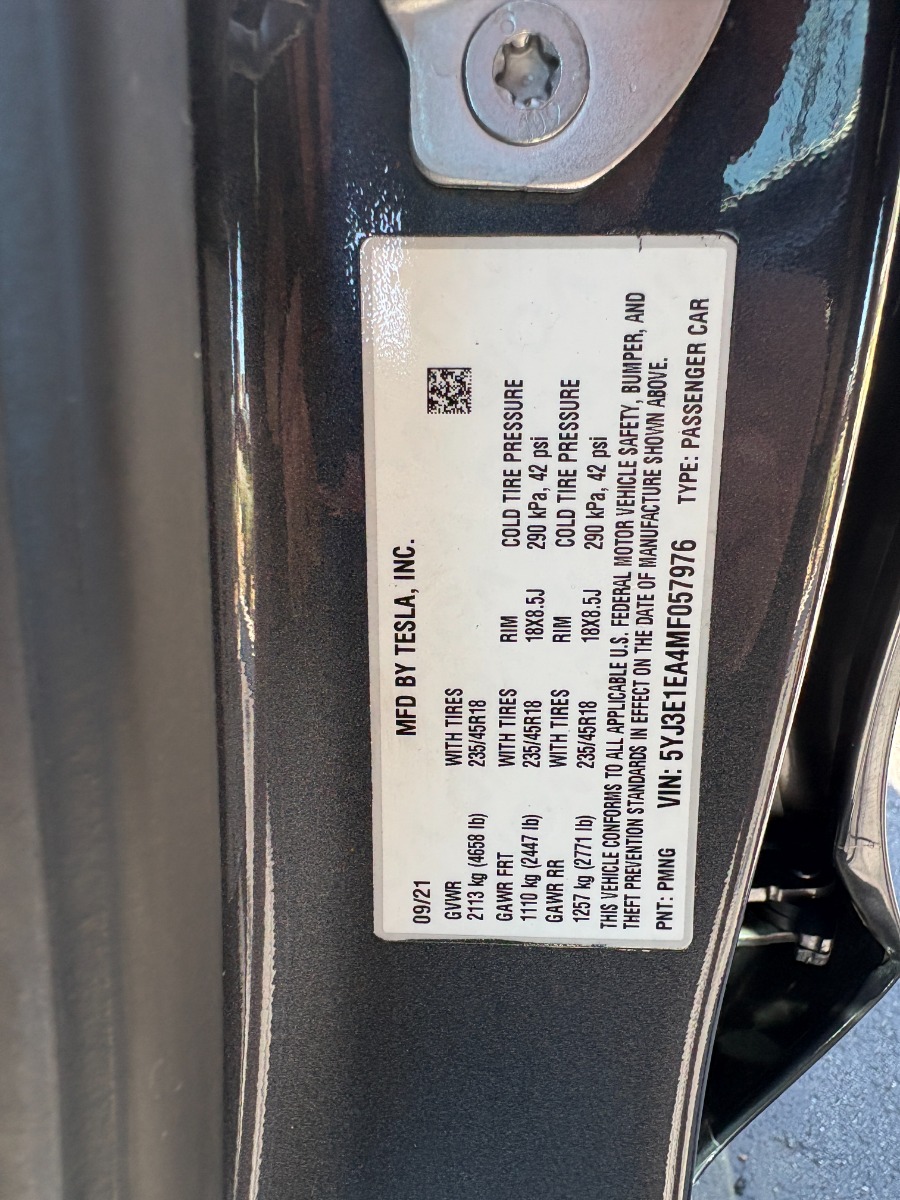 09/21 MFD BY TESLA, INC.
GVWR WITH TIRES
2113 kg (4658 lb) 235/45R18
GAWR FRT WITH TIRES RIM COLD TIRE PRESSURE
1110 kg (2447 lb) 235/45R18 18X8.5J 290 kPa, 42 psi
GAWR RR WITH TIRES RIM COLD TIRE PRESSURE
1257 kg (2771 lb) 235/45R18 18X8.5J 290 kPa, 42 psi
THIS VEHICLE CONFORMS TO ALL APPLICABLE U.S. FEDERAL MOTOR VEHICLE SAFETY, BUMPER, AND
THEFT PREVENTION STANDARDS IN EFFECT ON THE DATE OF MANUFACTURE SHOWN ABOVE.
PNT: PMNG VIN: 5YJ3E1EA4MF057976 TYPE: PASSENGER CAR